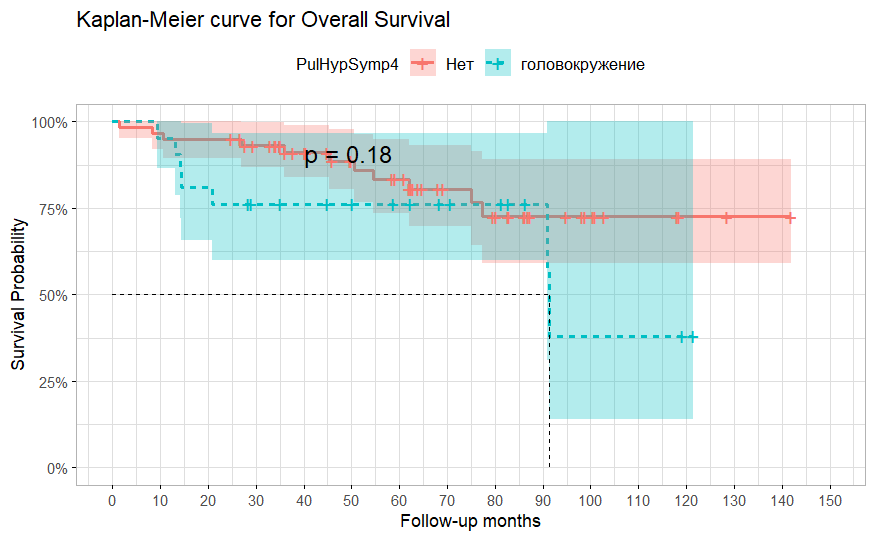 Kaplan-Meier curve for Overall Survival
PulHypSymp4 Нет головокружение
100%
75%
50%
25%
0%
p = 0.18
Survival Probability
0 10 20 30 40 50 60 70 80 90 100 110 120 130 140 150
Follow-up months